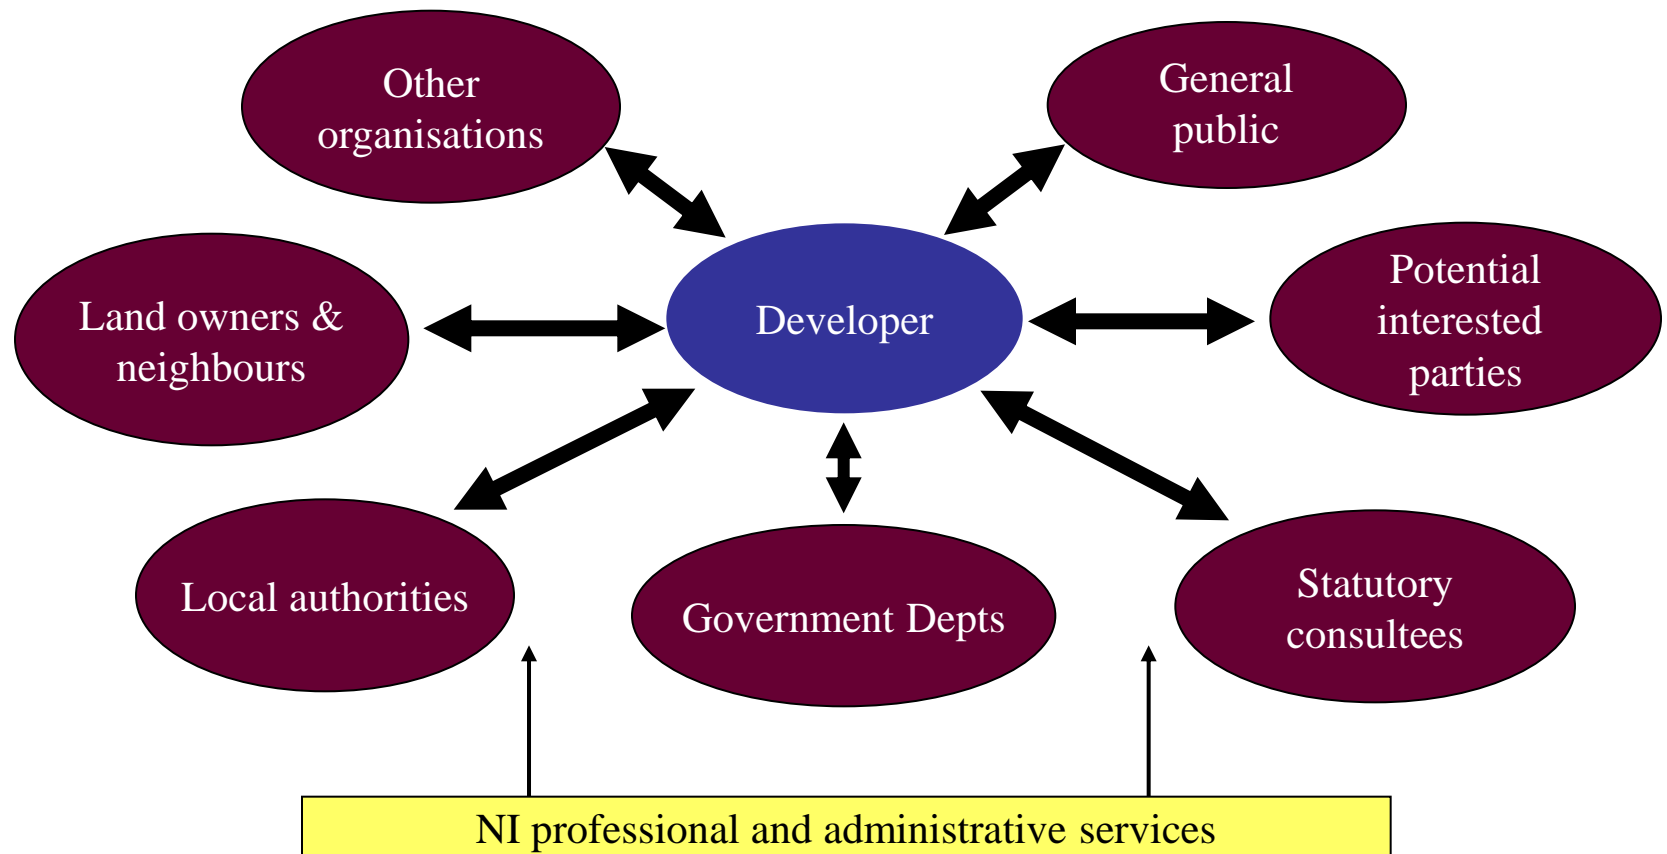 Other
organisations
General
public
Land owners &
neighbours
Developer
Potential
interested
parties
Local authorities
Government Depts
Statutory
consultees
NI professional and administrative services